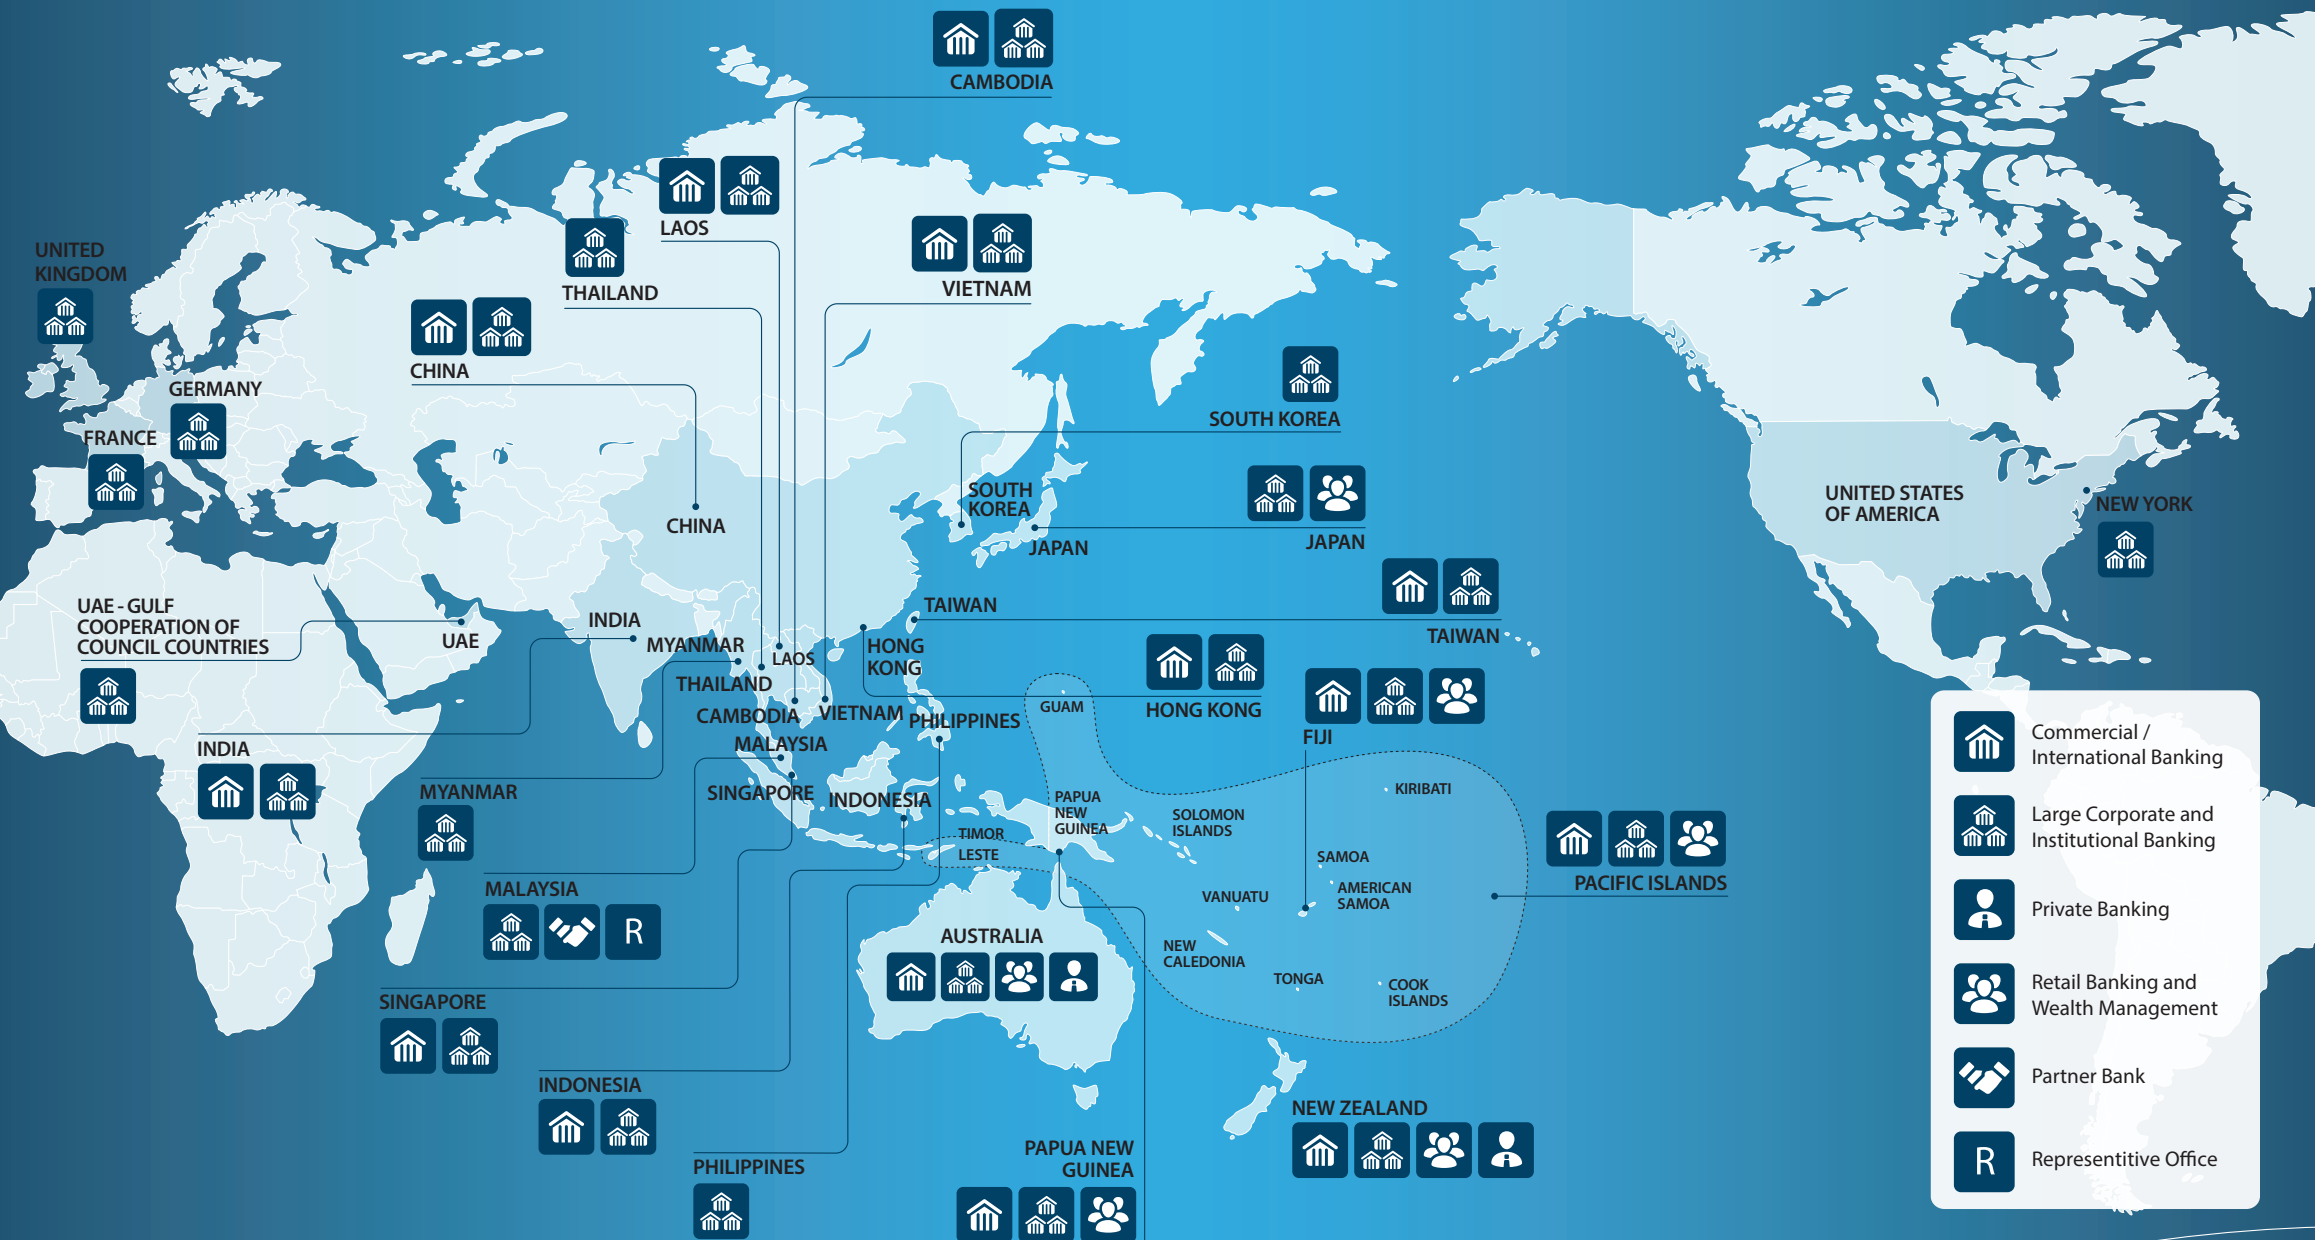 CAMBODIA
LAOS
THAILAND
VIETNAM
UNITED
KINGDOM
CHINA
GERMANY
FRANCE
SOUTH KOREA
SOUTH
KOREA
JAPAN
JAPAN
CHINA
UNITED STATES
OF AMERICA
NEW YORK
UAE - GULF
COOPERATION OF
COUNCIL COUNTRIES
UAE
INDIA
MYANMAR
LAOS
THAILAND
CAMBODIA
VIETNAM
PHILIPPINES
TAIWAN
TAIWAN
HONG
KONG
HONG KONG
GUAM
FIJI
INDIA
MALAYSIA
SINGAPORE
INDONESIA
MYANMAR
PAPUA
NEW
GUINEA
SOLOMON
ISLANDS
KIRIBATI
TIMOR
LESTE
SAMOA
AMERICAN
SAMOA
VANUATU
NEW
CALEDONIA
TONGA
COOK
ISLANDS
PACIFIC ISLANDS
MALAYSIA
R
AUSTRALIA
SINGAPORE
INDONESIA
PHILIPPINES
PAPUA NEW
GUINEA
NEW ZEALAND
Commercial /
International Banking
Large Corporate and
Institutional Banking
Private Banking
Retail Banking and
Wealth Management
Partner Bank
R
Representitive Office